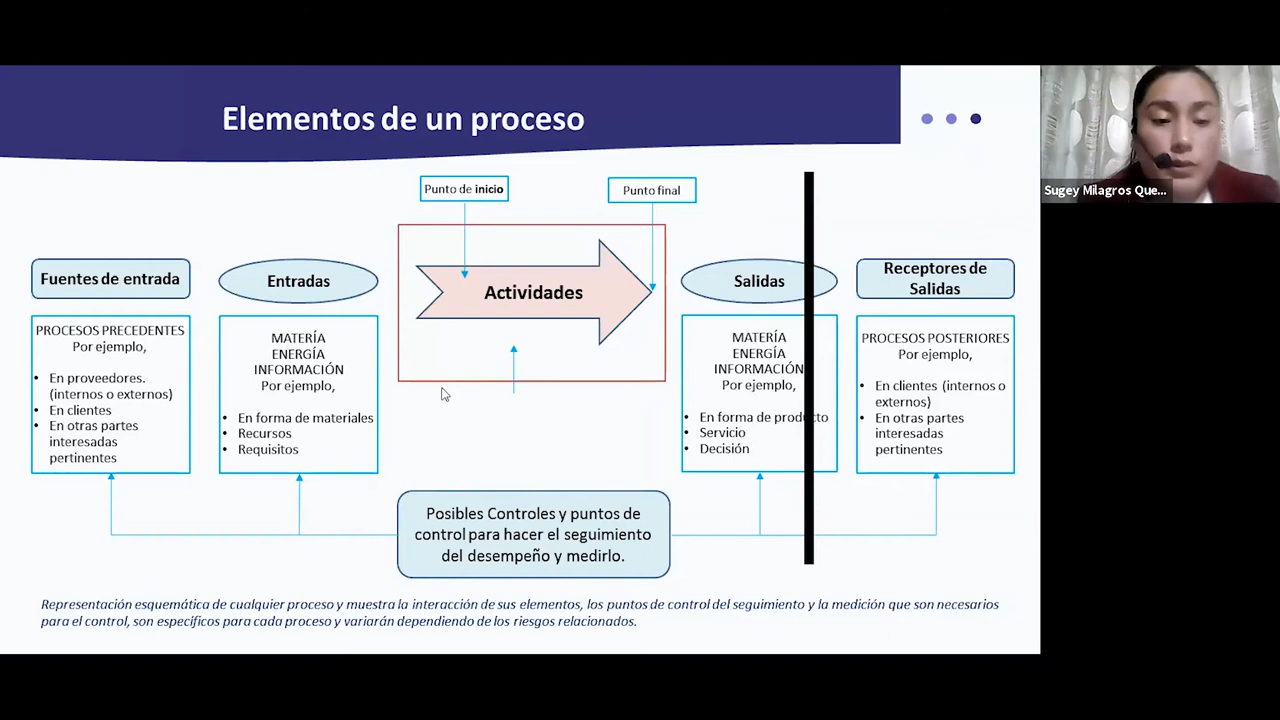 Elementos de un proceso
Sugey Milagros Que...
Punto de inicio
Punto final
Fuentes de entrada
Entradas
Actividades
Salidas
Receptores de
Salidas
PROCESOS PRECEDENTES
Por ejemplo,
• En proveedores.
(internos o externos)
• En clientes
• En otras partes
interesadas
pertinentes
MATERÍA
ENERGÍA
INFORMACIÓN
Por ejemplo,
• En forma de materiales
• Recursos
• Requisitos
MATERÍA
ENERGÍA
INFORMACIÓN
Por ejemplo,
• En forma de producto
• Servicio
• Decisión
PROCESOS POSTERIORES
Por ejemplo,
• En clientes (internos o
externos)
• En otras partes
interesadas
pertinentes
Posibles Controles y puntos de
control para hacer el seguimiento
del desempeño y medirlo.
Representación esquemática de cualquier proceso y muestra la interacción de sus elementos, los puntos de control del seguimiento y la medición que son necesarios
para el control, son específicos para cada proceso y variarán dependiendo de los riesgos relacionados.